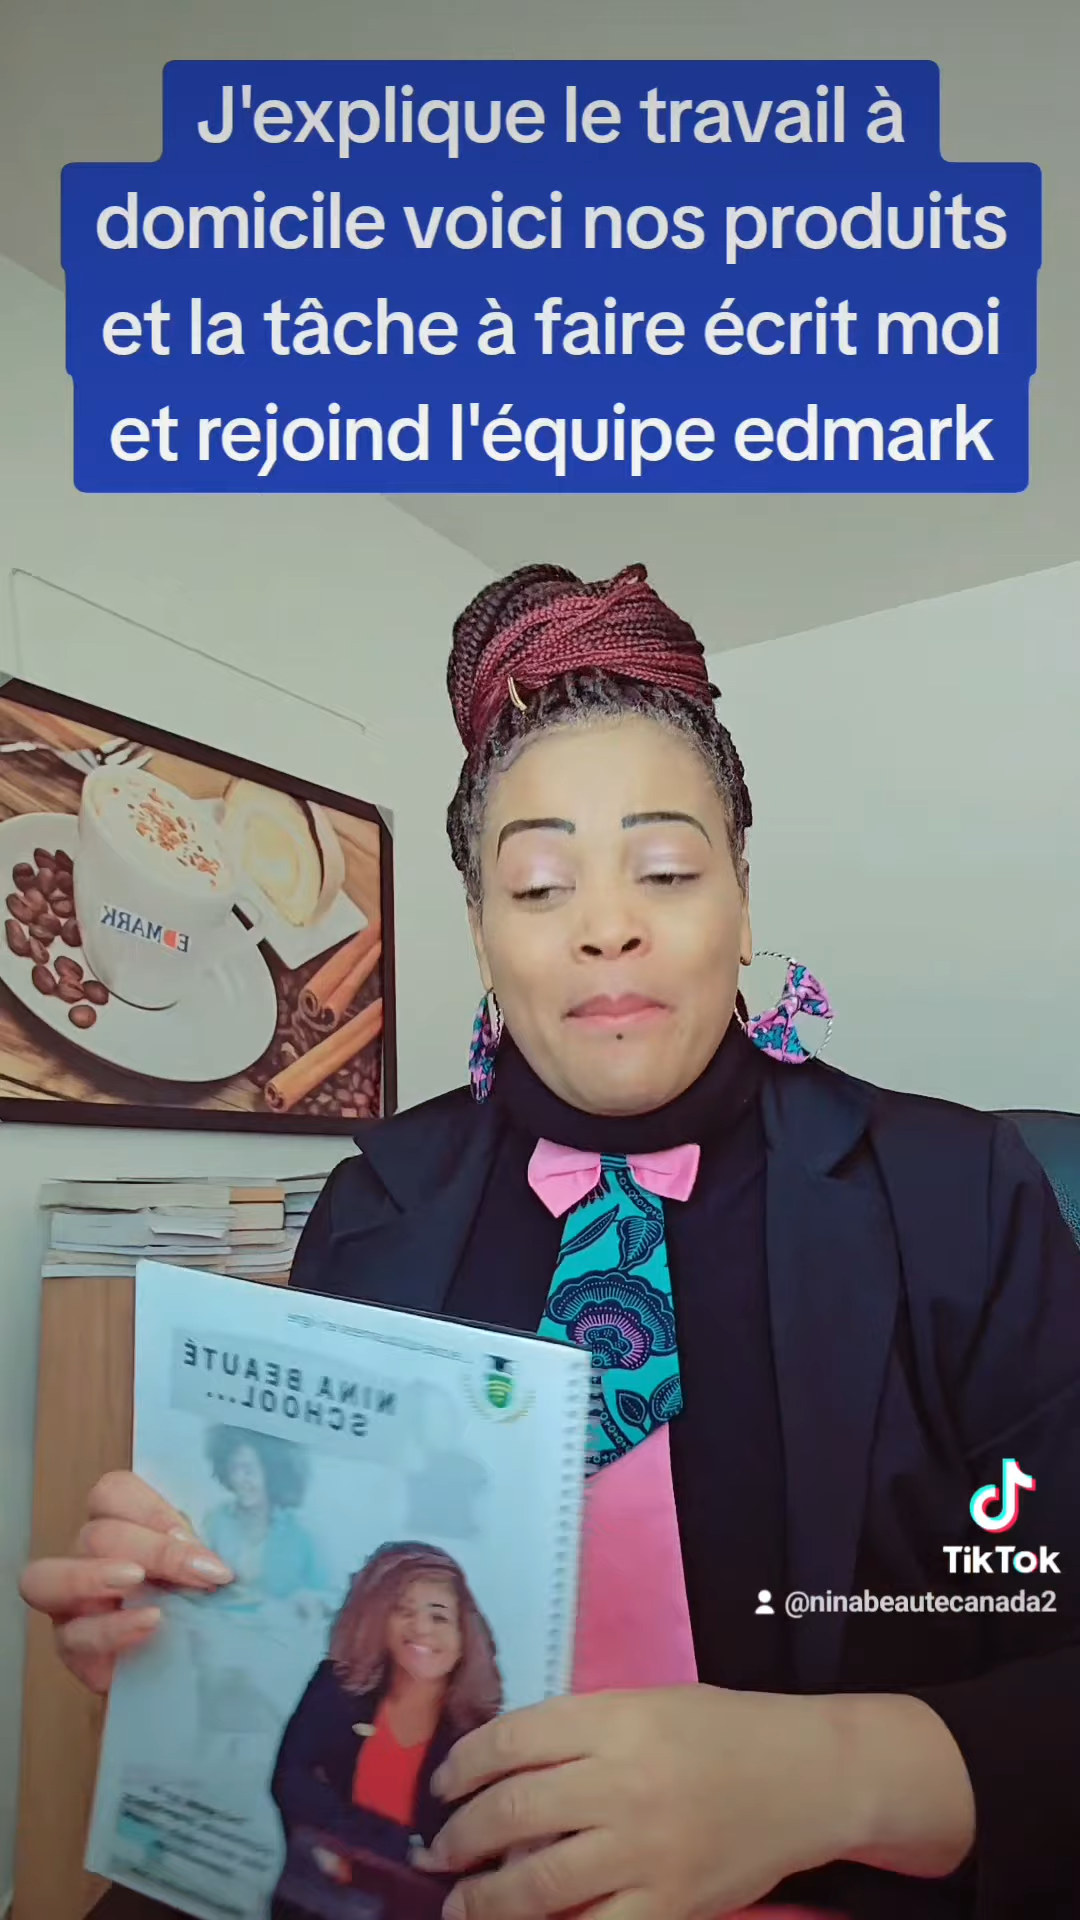 J'explique le travail à
domicile voici nos produits
et la tâche à faire écrit moi
et rejoind l'équipe edmark
EDMARK
NINA BEAUTÉ
SCHOOL...
TikTok
@ninabeautecanada2